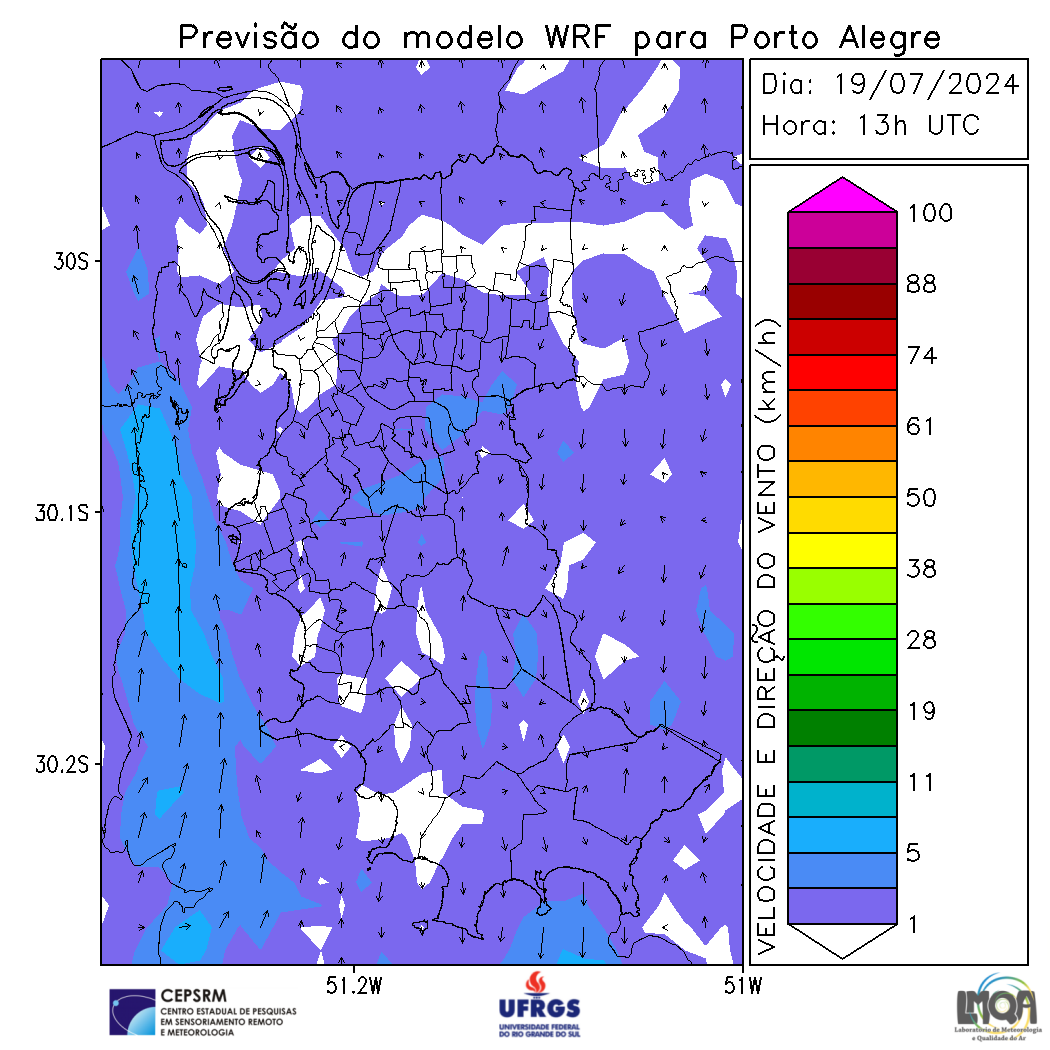 Previsão do modelo WRF para Porto Alegre
Dia: 19/07/2024
Hora: 13h UTC
30S
30.1S
30.2S
51.2W
51W
VELOCIDADE E DIREÇÃO DO VENTO (km/h)
100
88
74
61
50
38
28
19
11
5
1
CEPSRM
CENTRO ESTADUAL DE PESQUISAS
EM SENSORIAMENTO REMOTO
E METEOROLOGIA
UFRGS
UNIVERSIDADE FEDERAL
DO RIO GRANDE DO SUL
LMQA
Laboratório de Meteorologia
e Qualidade do Ar